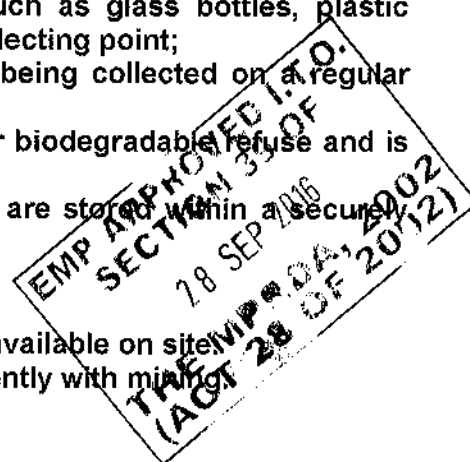 uch as glass bottles, plastic
lecting point;
being collected on a regular
r biodegradable refuse and is
are stored within a securely
vailable on site.
ently with mining.
EMP APPROVED I.T.O.
SECTION 39 OF
28 SEP 2016
THE MPRDA, 2002
(ACT 28 OF 2002)